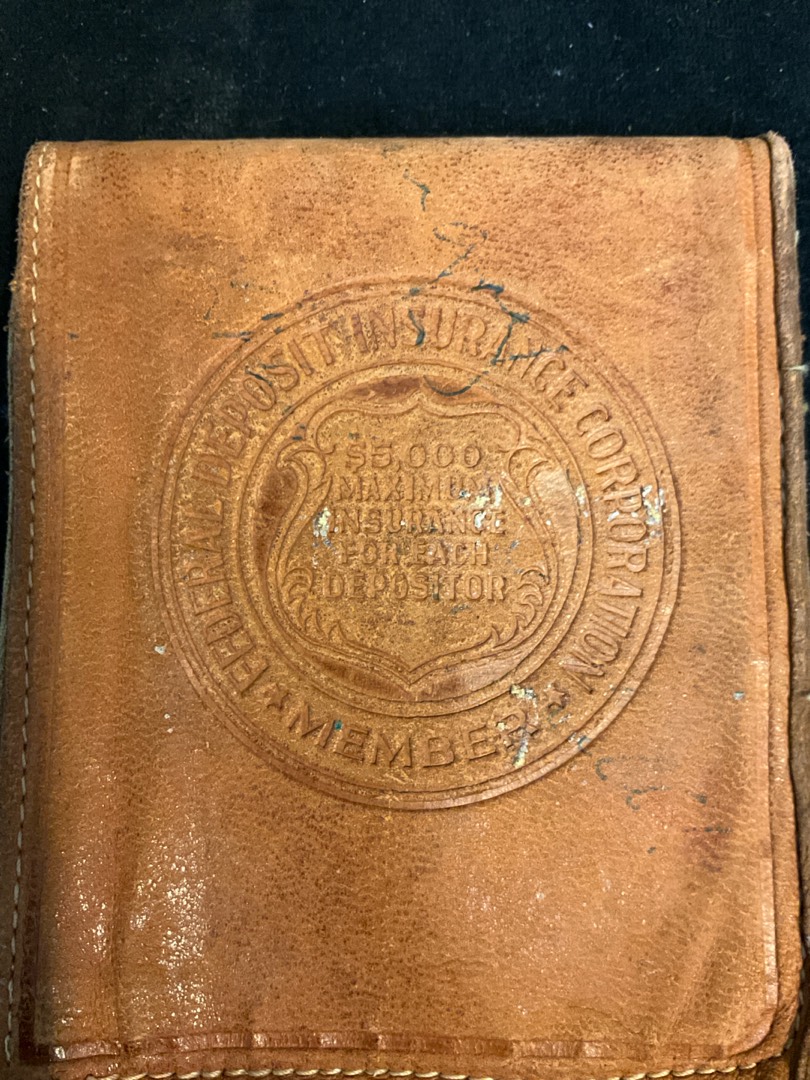 FEDERAL DEPOSIT INSURANCE CORPORATION
$5,000
MAXIMUM
INSURANCE
FOR EACH
DEPOSITOR
★ MEMBER ★